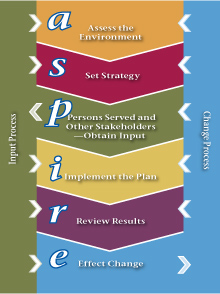 a
Assess the
Environment
s
Set Strategy
p
Persons Served and
Other Stakeholders
—Obtain Input
i
Implement the Plan
r
Review Results
e
Effect Change
Input Process
Change Process